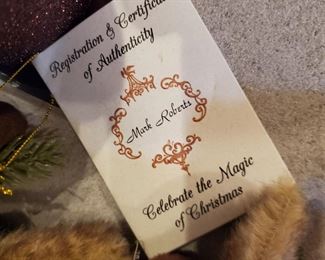 Registration & Certificate
of Authenticity
Mark Roberts
Celebrate the Magic
of Christmas